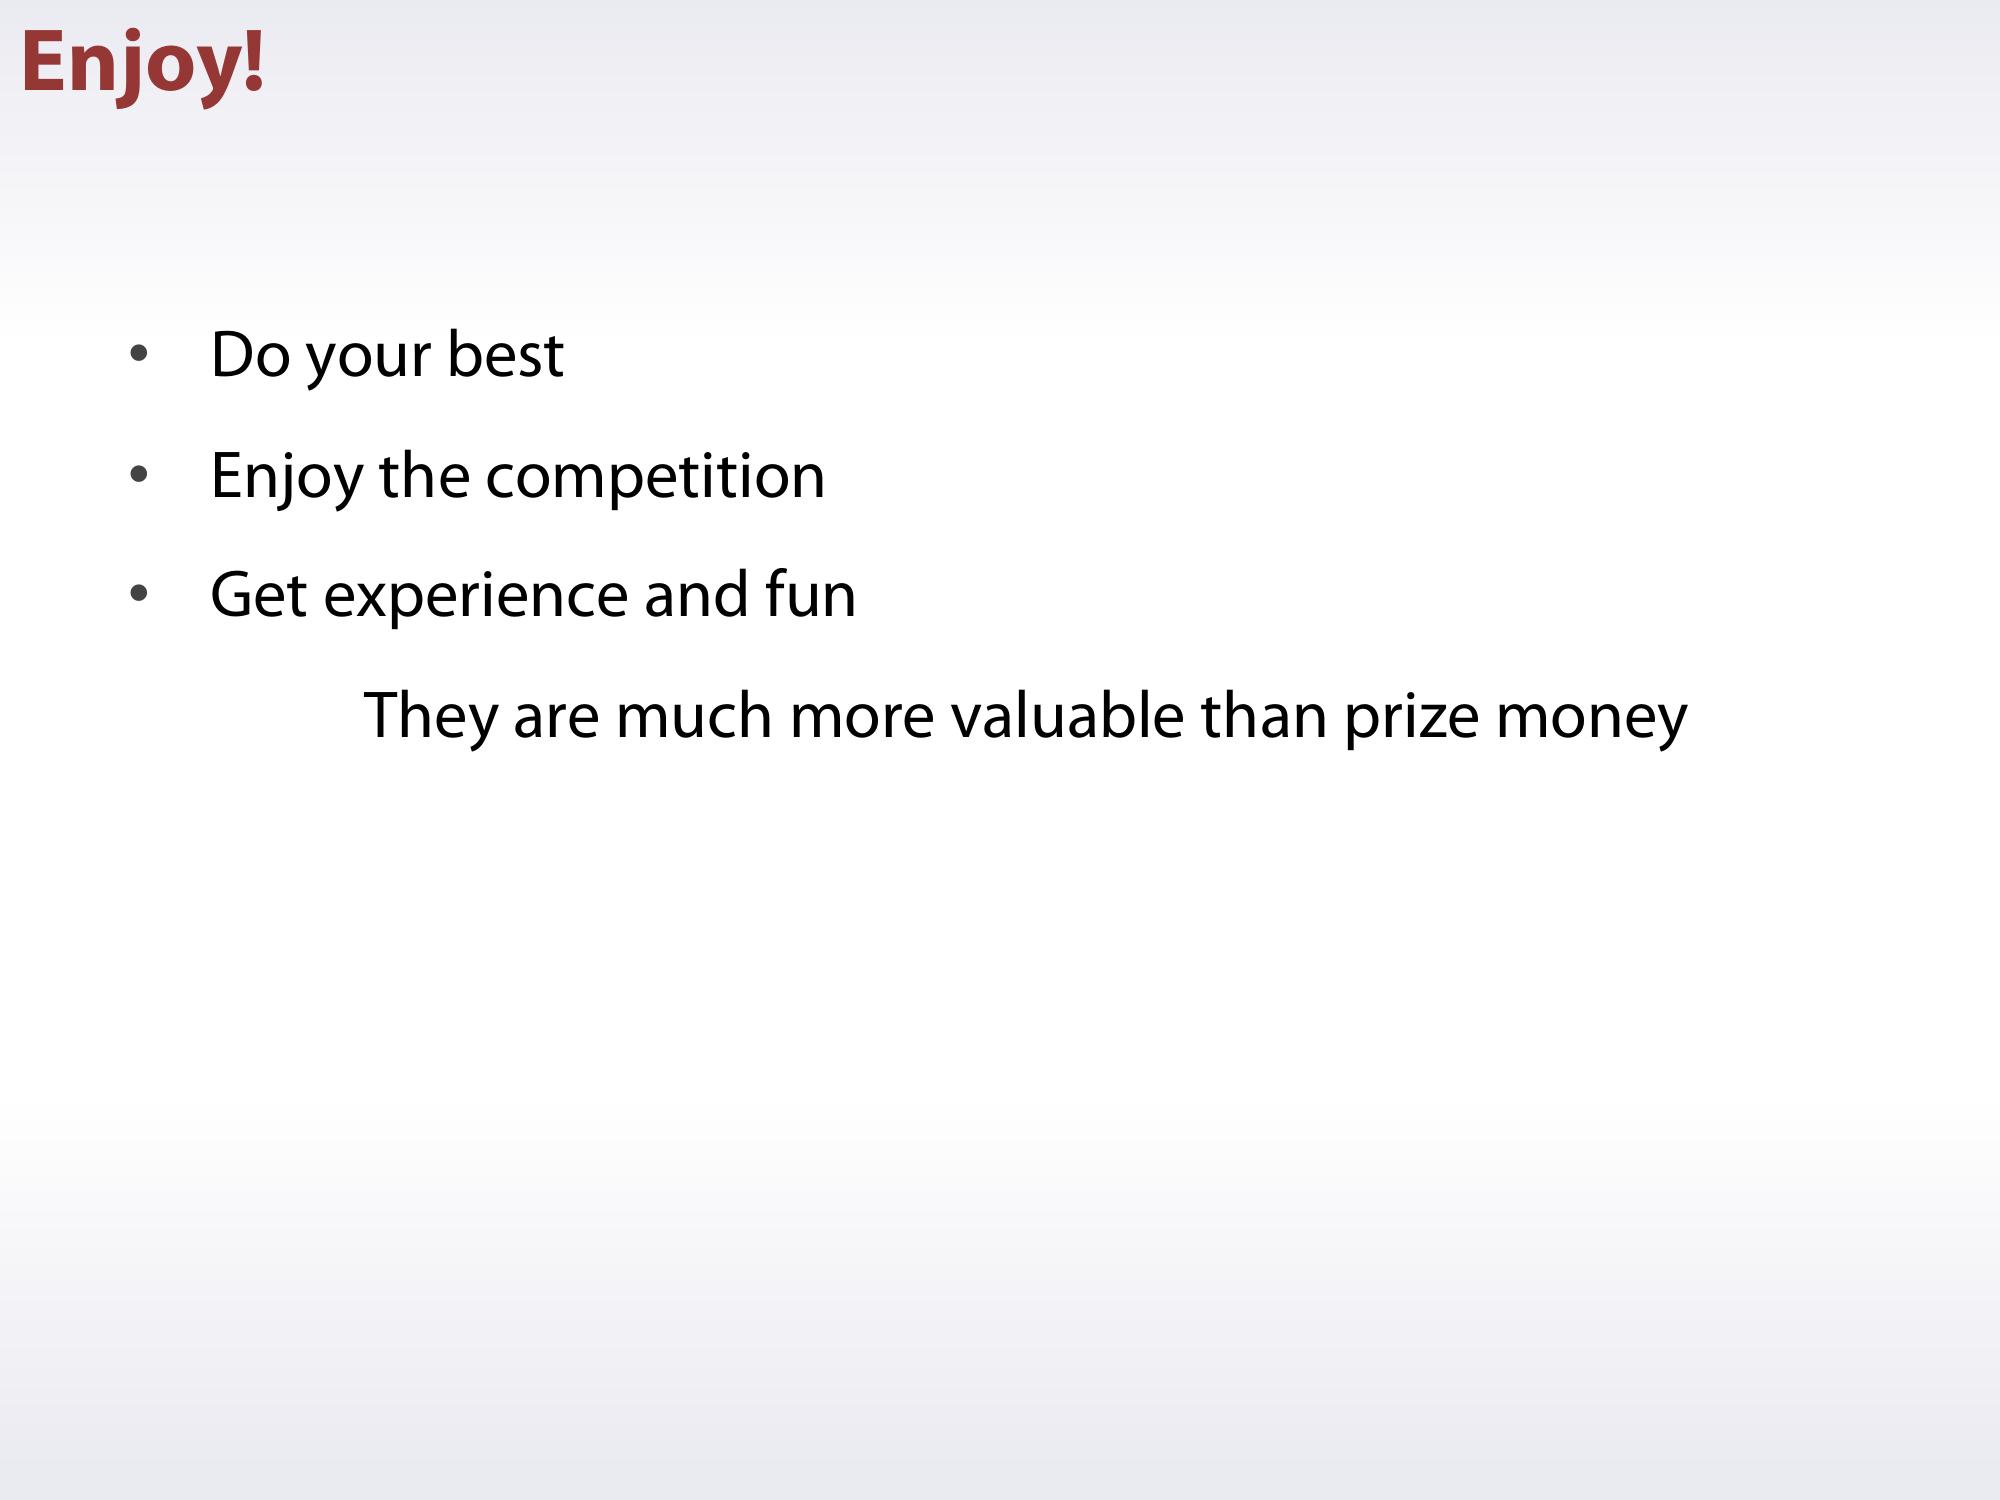 Enjoy!
• Do your best
• Enjoy the competition
• Get experience and fun
They are much more valuable than prize money